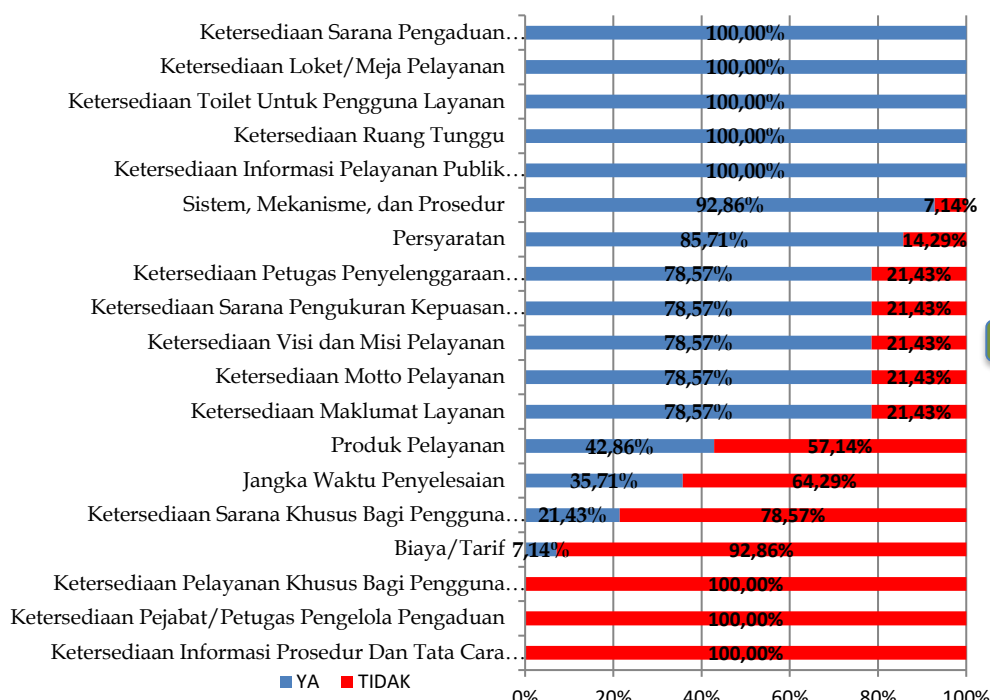 Ketersediaan Sarana Pengaduan… 100,00%
Ketersediaan Loket/Meja Pelayanan 100,00%
Ketersediaan Toilet Untuk Pengguna Layanan 100,00%
Ketersediaan Ruang Tunggu 100,00%
Ketersediaan Informasi Pelayanan Publik… 100,00%
Sistem, Mekanisme, dan Prosedur 92,86% 7,14%
Persyaratan 85,71% 14,29%
Ketersediaan Petugas Penyelenggaraan… 78,57% 21,43%
Ketersediaan Sarana Pengukuran Kepuasan… 78,57% 21,43%
Ketersediaan Visi dan Misi Pelayanan 78,57% 21,43%
Ketersediaan Motto Pelayanan 78,57% 21,43%
Ketersediaan Maklumat Layanan 78,57% 21,43%
Produk Pelayanan 42,86% 57,14%
Jangka Waktu Penyelesaian 35,71% 64,29%
Ketersediaan Sarana Khusus Bagi Pengguna… 21,43% 78,57%
Biaya/Tarif 7,14% 92,86%
Ketersediaan Pelayanan Khusus Bagi Pengguna… 100,00%
Ketersediaan Pejabat/Petugas Pengelola Pengaduan 100,00%
Ketersediaan Informasi Prosedur Dan Tata Cara… 100,00%
YA TIDAK
0% 20% 40% 60% 80% 100%